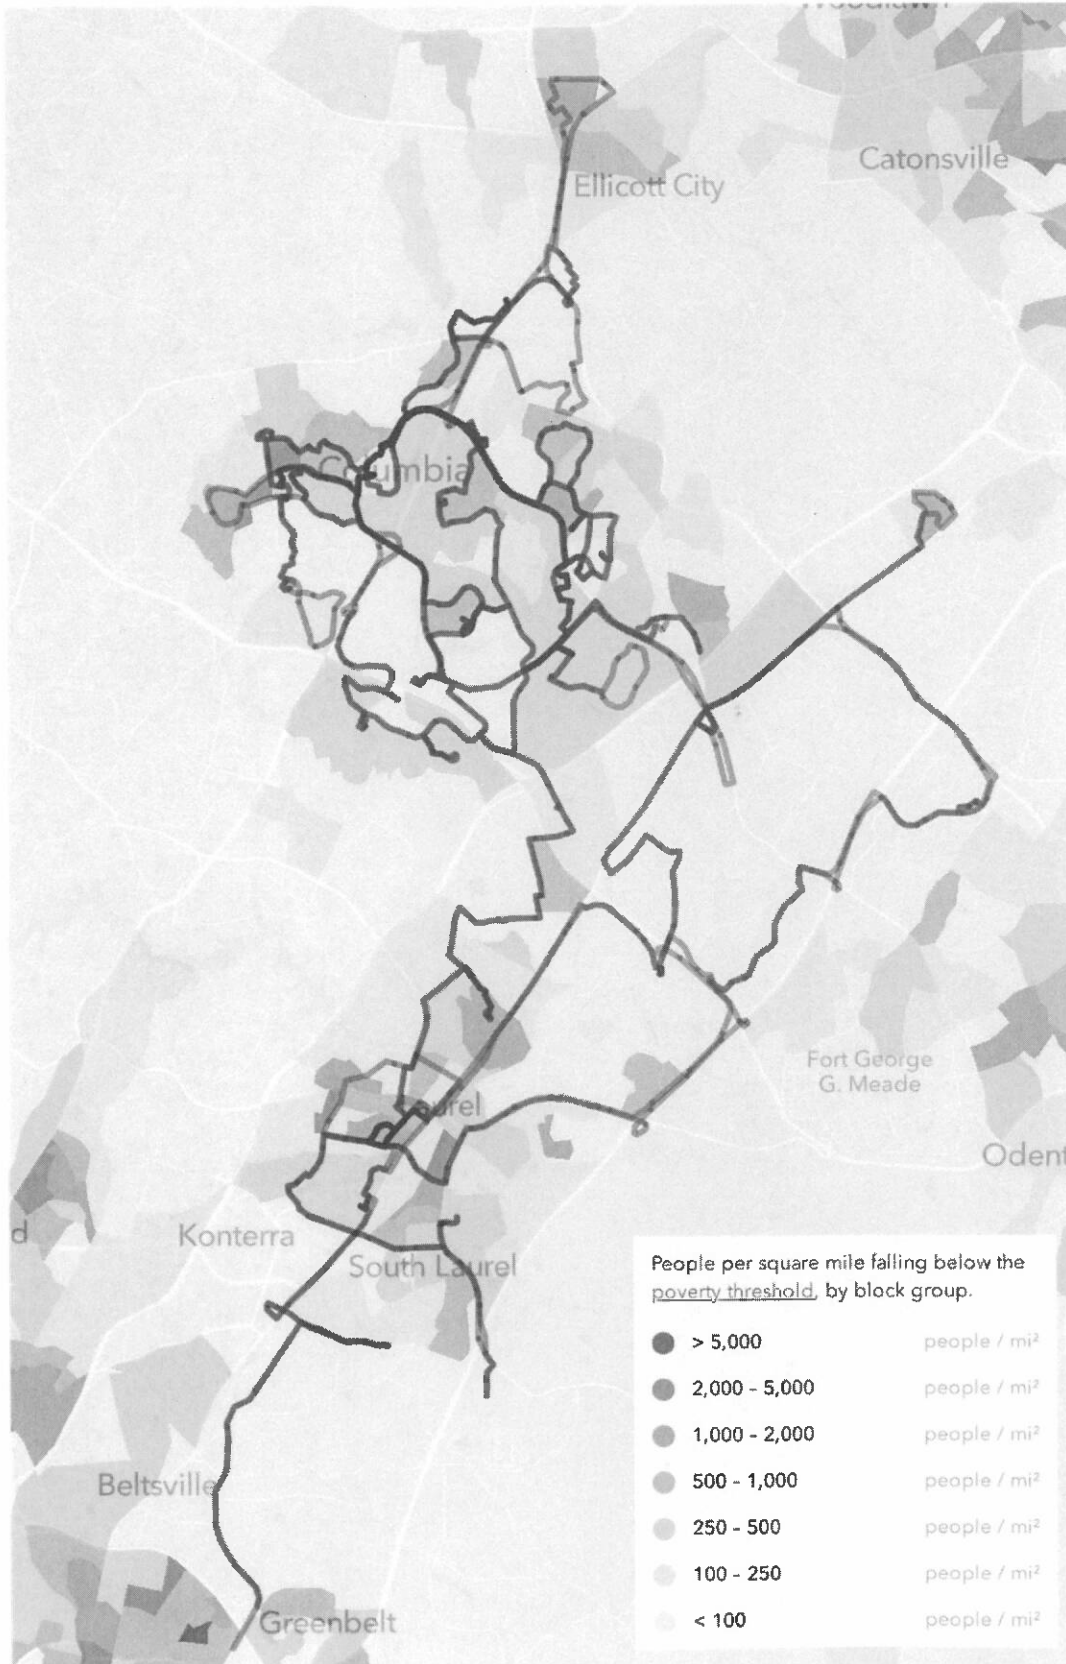 Woodlawn
Catonsville
Ellicott City
Columbia
Fort George
G. Meade
Laurel
Odent
d
Konterra
South Laurel
People per square mile falling below the
poverty threshold, by block group.
> 5,000 people / mi²
2,000 - 5,000 people / mi²
1,000 - 2,000 people / mi²
500 - 1,000 people / mi²
250 - 500 people / mi²
100 - 250 people / mi²
< 100 people / mi²
Beltsville
Greenbelt